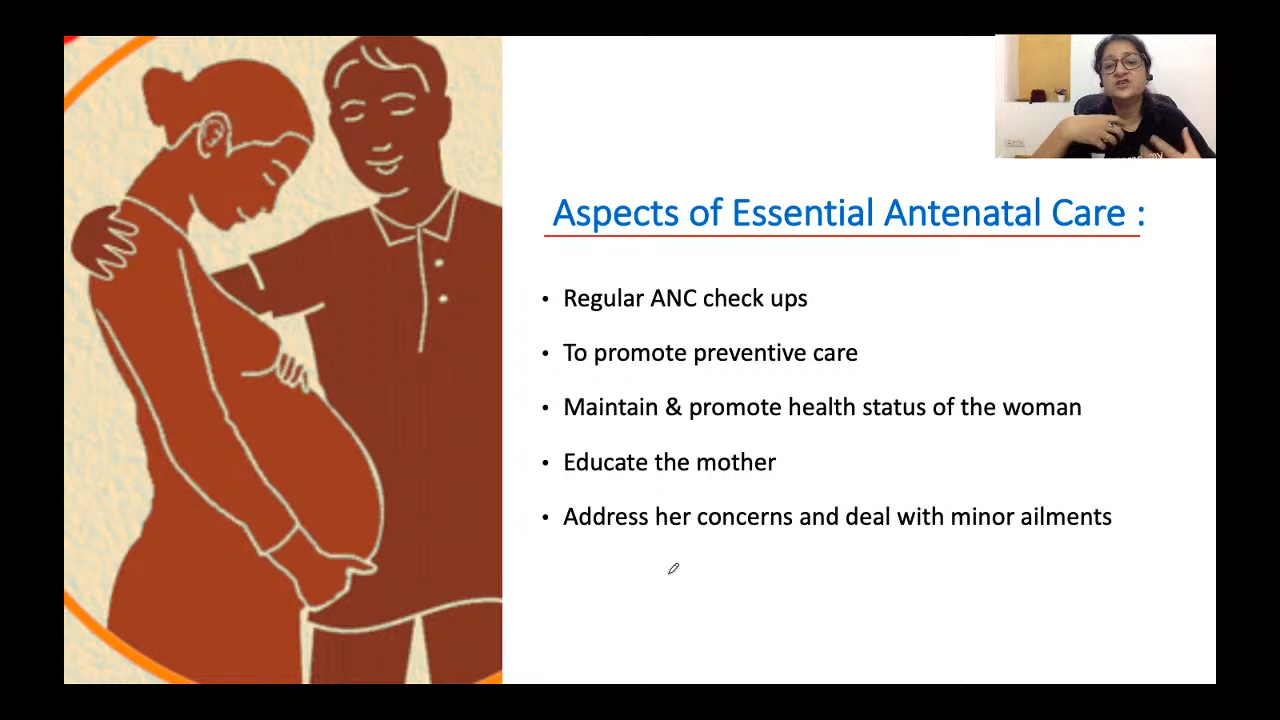 Aspects of Essential Antenatal Care :
• Regular ANC check ups
• To promote preventive care
• Maintain & promote health status of the woman
• Educate the mother
• Address her concerns and deal with minor ailments